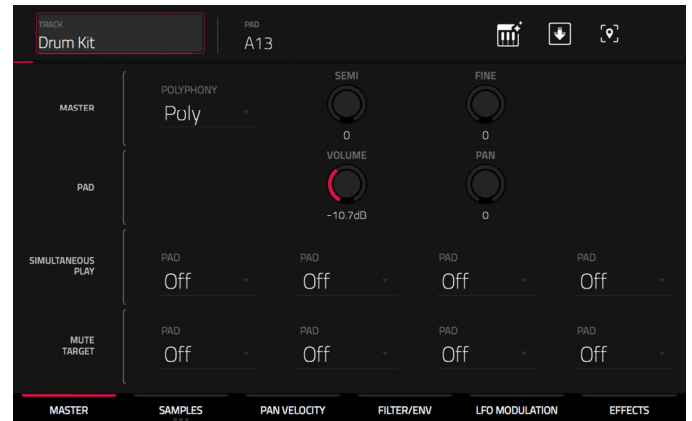 TRACK
Drum Kit
PAD
A13
MASTER
POLYPHONY
Poly
SEMI
0
FINE
0
PAD
VOLUME
-10.7dB
PAN
0
SIMULTANEOUS
PLAY
PAD
Off
PAD
Off
PAD
Off
PAD
Off
MUTE
TARGET
PAD
Off
PAD
Off
PAD
Off
PAD
Off
MASTER
SAMPLES
PAN VELOCITY
FILTER/ENV
LFO MODULATION
EFFECTS